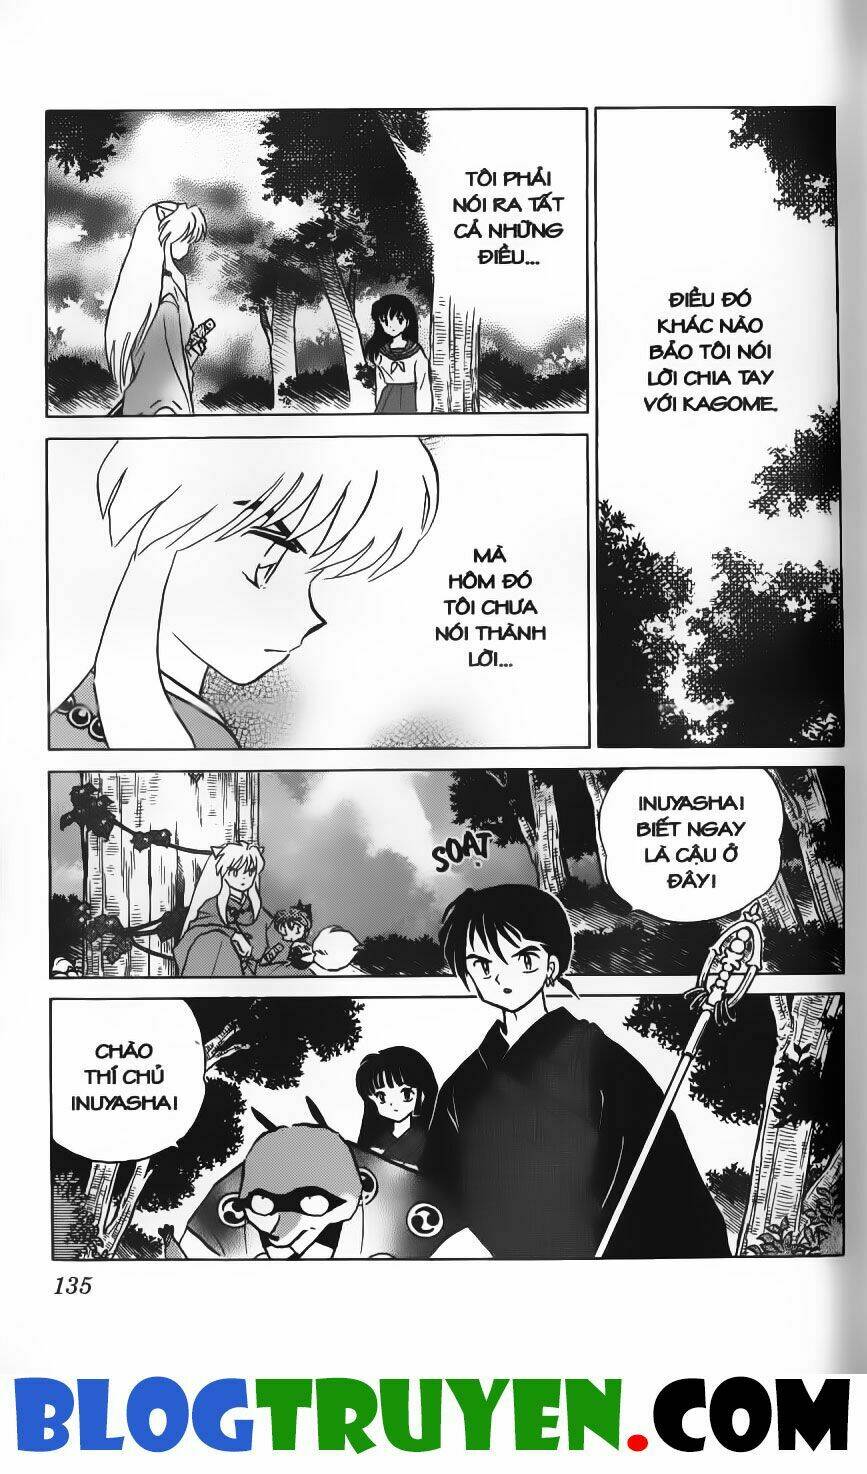 ĐIỀU ĐÓ
KHÁC NÀO
BẢO TÔI NÓI
LỜI CHIA TAY
VỚI KAGOME.
TÔI PHẢI
NÓI RA TẤT
CẢ NHỮNG
ĐIỀU...
MÀ
HÔM ĐÓ
TÔI CHƯA
NÓI THÀNH
LỜI...
INUYASHA!
BIẾT NGAY
LÀ CẬU Ở
ĐÂY!
SOẠT
CHÀO
THÍ CHỦ
INUYASHA!
135
BLOGTRUYEN.COM